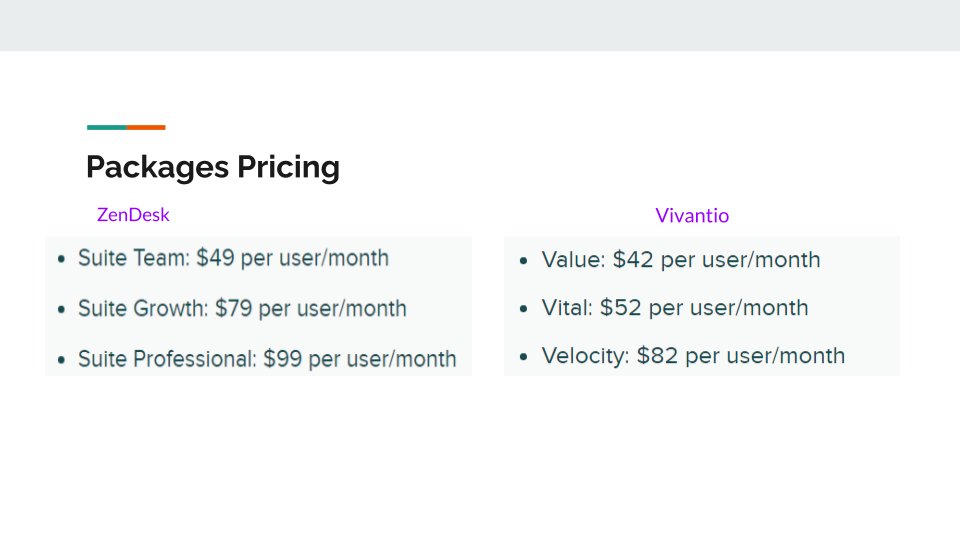 Packages Pricing
ZenDesk
• Suite Team: $49 per user/month
• Suite Growth: $79 per user/month
• Suite Professional: $99 per user/month
Vivantio
• Value: $42 per user/month
• Vital: $52 per user/month
• Velocity: $82 per user/month